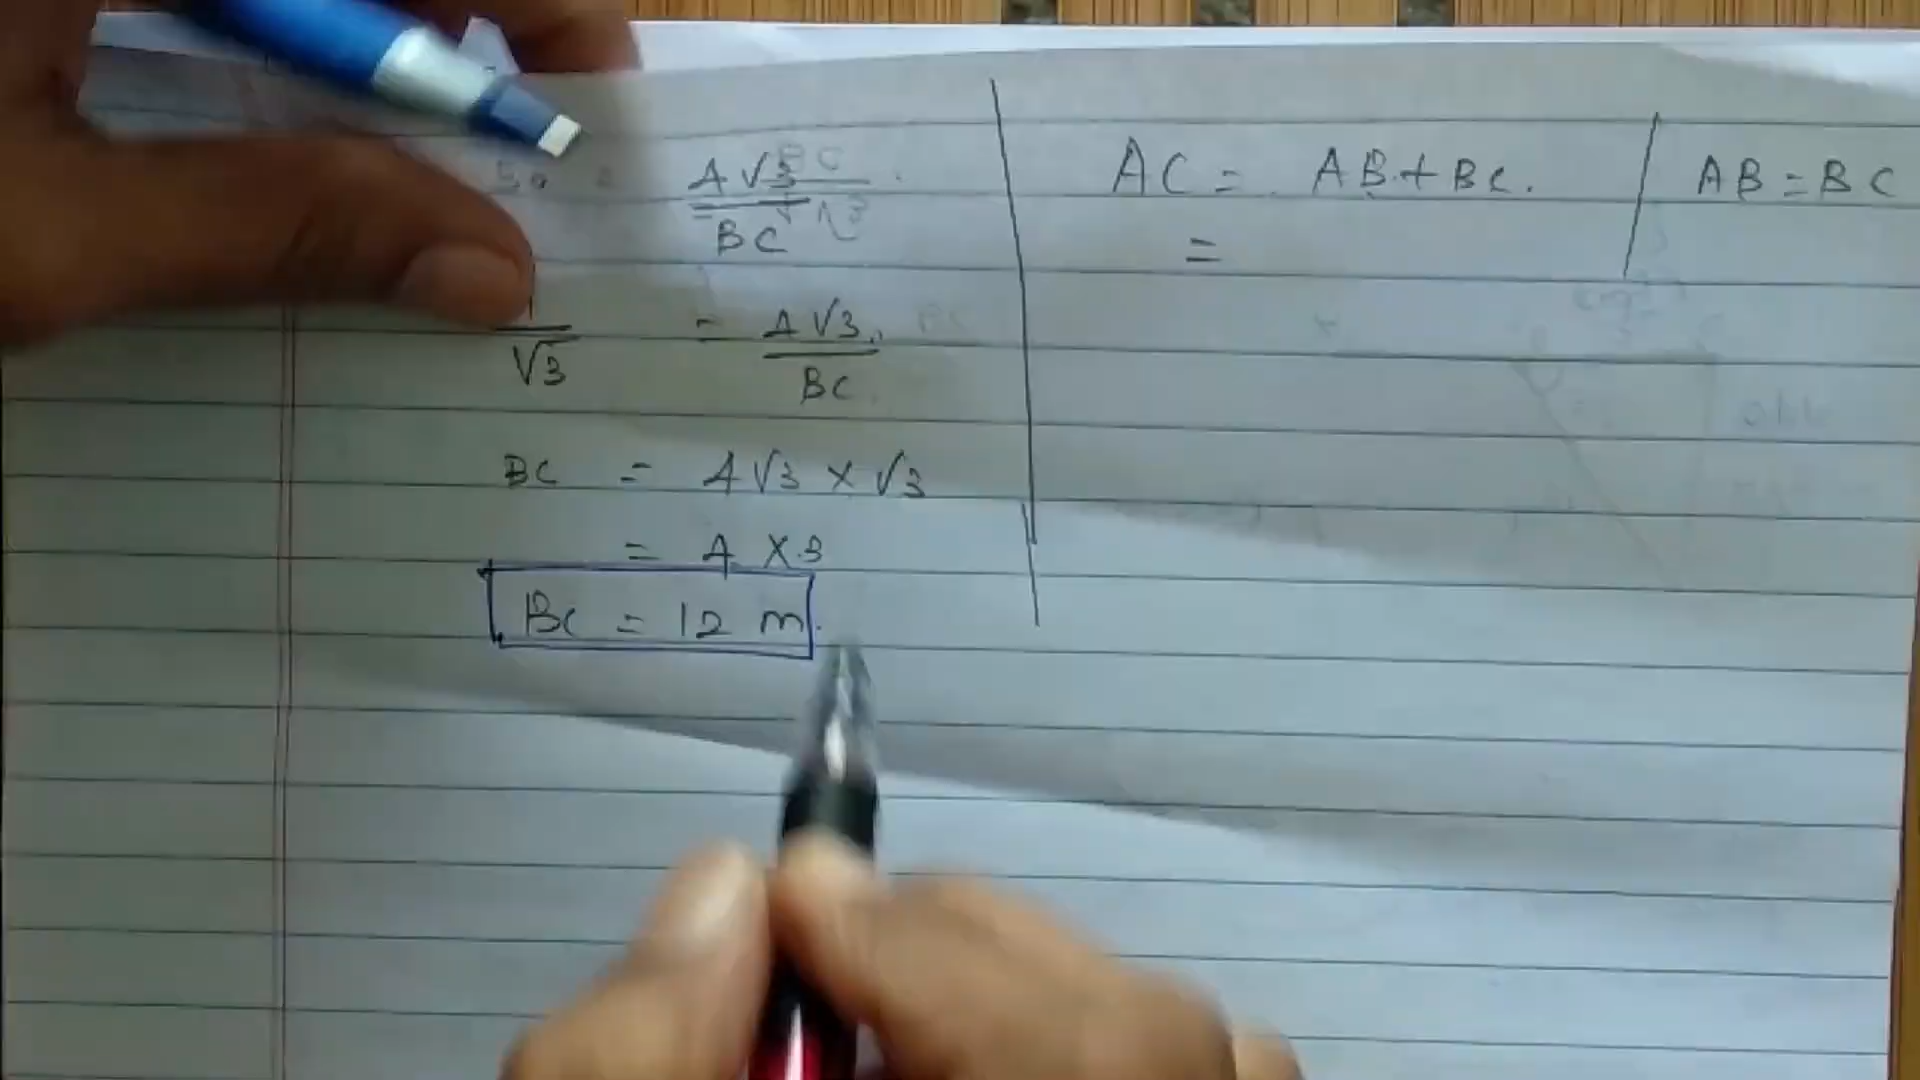 = 4√3 / BC
1/√3 = 4√3 / BC
BC = 4√3 × √3
= 4 × 3
BC = 12 m.
AC = AB + BC.
=
AB = BC